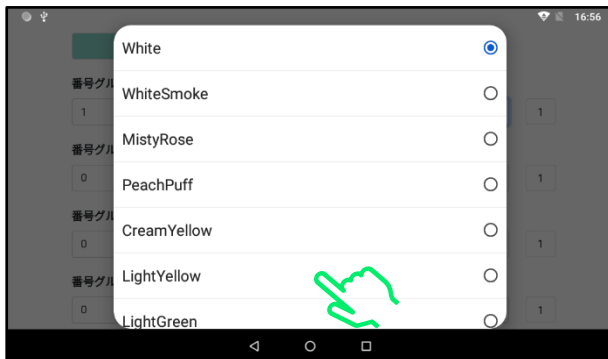 16:56
White
番号グル
WhiteSmoke
1
1
MistyRose
番号グル
PeachPuff
0
1
番号グル
CreamYellow
0
1
LightYellow
番号グル
LightGreen
0
1